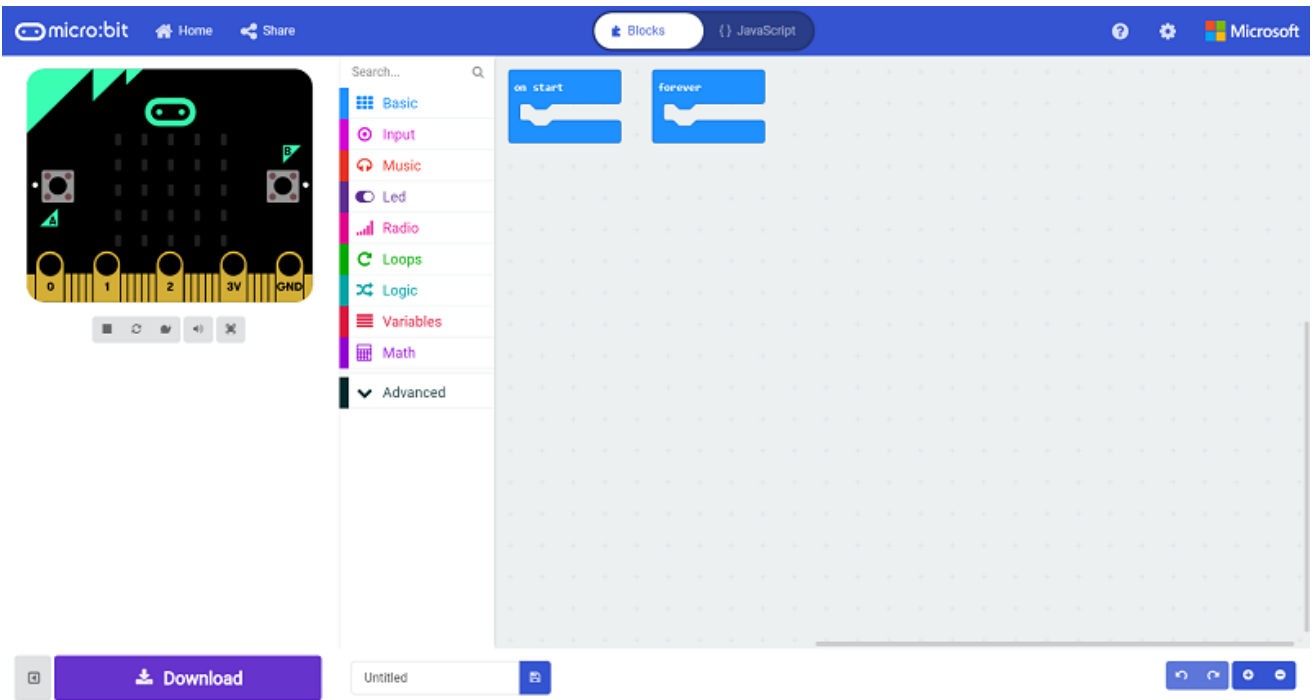 micro:bit Home Share Blocks {} JavaScript Microsoft
Search...
Basic
Input
Music
Led
Radio
Loops
Logic
Variables
Math
Advanced
on start forever
B
A
0 1 2 3V GND
Download Untitled